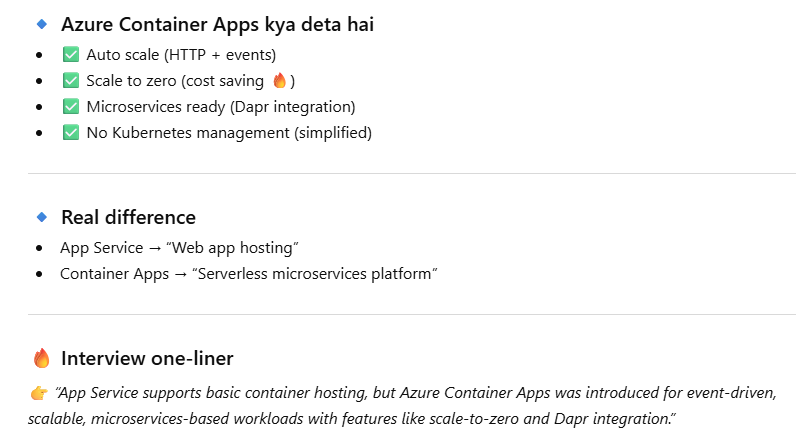 🔹 Azure Container Apps kya deta hai
• ✅ Auto scale (HTTP + events)
• ✅ Scale to zero (cost saving 🔥)
• ✅ Microservices ready (Dapr integration)
• ✅ No Kubernetes management (simplified)
🔹 Real difference
• App Service → “Web app hosting”
• Container Apps → “Serverless microservices platform”
🔥 Interview one-liner
👉 “App Service supports basic container hosting, but Azure Container Apps was introduced for event-driven,
scalable, microservices-based workloads with features like scale-to-zero and Dapr integration.”